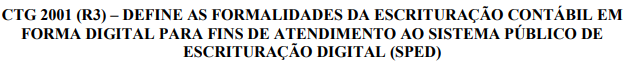 CTG 2001 (R3) – DEFINE AS FORMALIDADES DA ESCRITURAÇÃO CONTÁBIL EM
FORMA DIGITAL PARA FINS DE ATENDIMENTO AO SISTEMA PÚBLICO DE
ESCRITURAÇÃO DIGITAL (SPED)